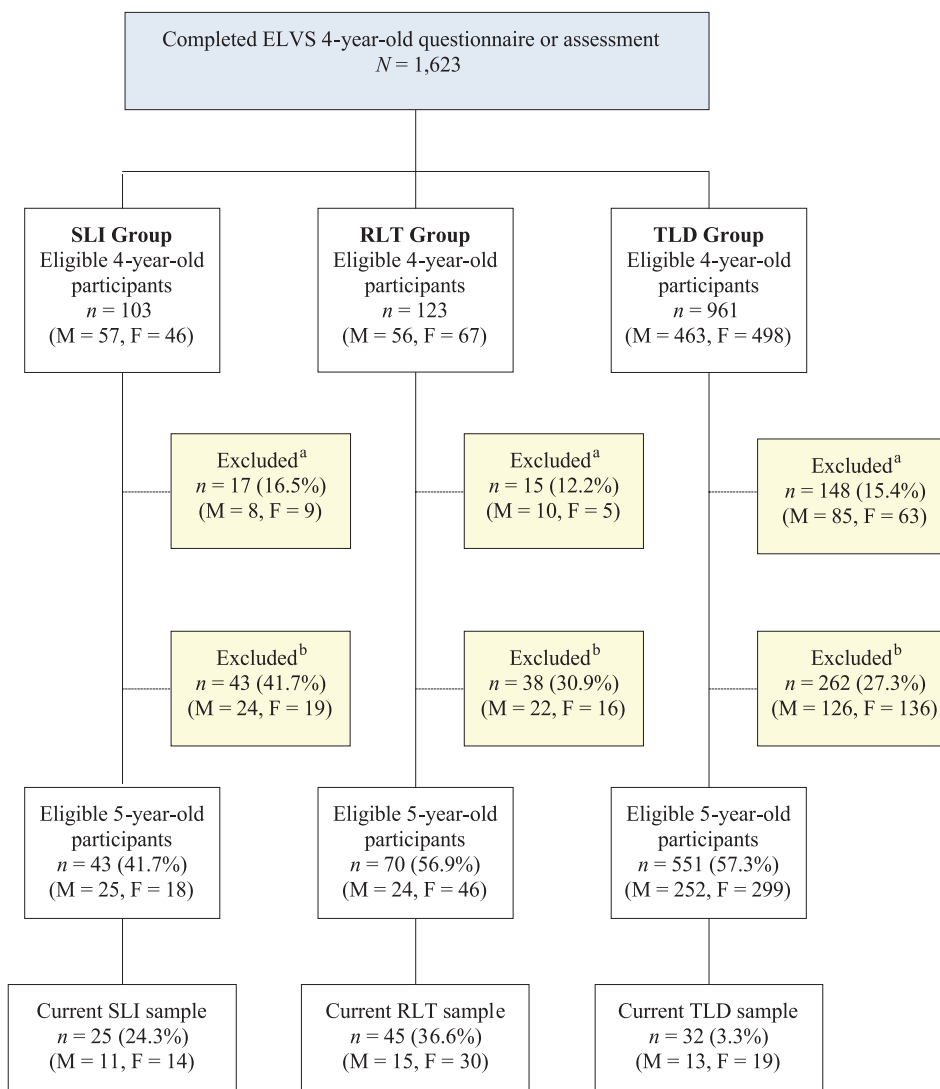 Completed ELVS 4-year-old questionnaire or assessment
N = 1,623
SLI Group
Eligible 4-year-old
participants
n = 103
(M = 57, F = 46)
RLT Group
Eligible 4-year-old
participants
n = 123
(M = 56, F = 67)
TLD Group
Eligible 4-year-old
participants
n = 961
(M = 463, F = 498)
Excluded^a
n = 17 (16.5%)
(M = 8, F = 9)
Excluded^a
n = 15 (12.2%)
(M = 10, F = 5)
Excluded^a
n = 148 (15.4%)
(M = 85, F = 63)
Excluded^b
n = 43 (41.7%)
(M = 24, F = 19)
Excluded^b
n = 38 (30.9%)
(M = 22, F = 16)
Excluded^b
n = 262 (27.3%)
(M = 126, F = 136)
Eligible 5-year-old
participants
n = 43 (41.7%)
(M = 25, F = 18)
Eligible 5-year-old
participants
n = 70 (56.9%)
(M = 24, F = 46)
Eligible 5-year-old
participants
n = 551 (57.3%)
(M = 252, F = 299)
Current SLI sample
n = 25 (24.3%)
(M = 11, F = 14)
Current RLT sample
n = 45 (36.6%)
(M = 15, F = 30)
Current TLD sample
n = 32 (3.3%)
(M = 13, F = 19)